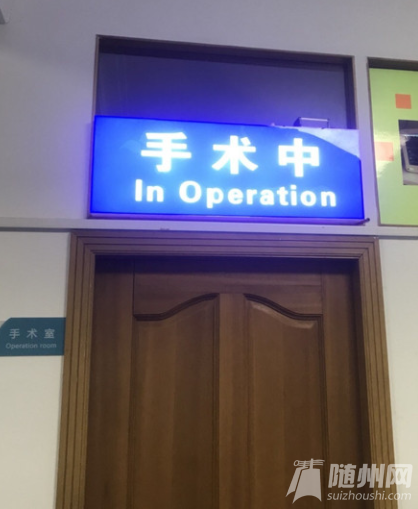 手术中
In Operation
手术室
Operation room
随州网
suizhoushi.com